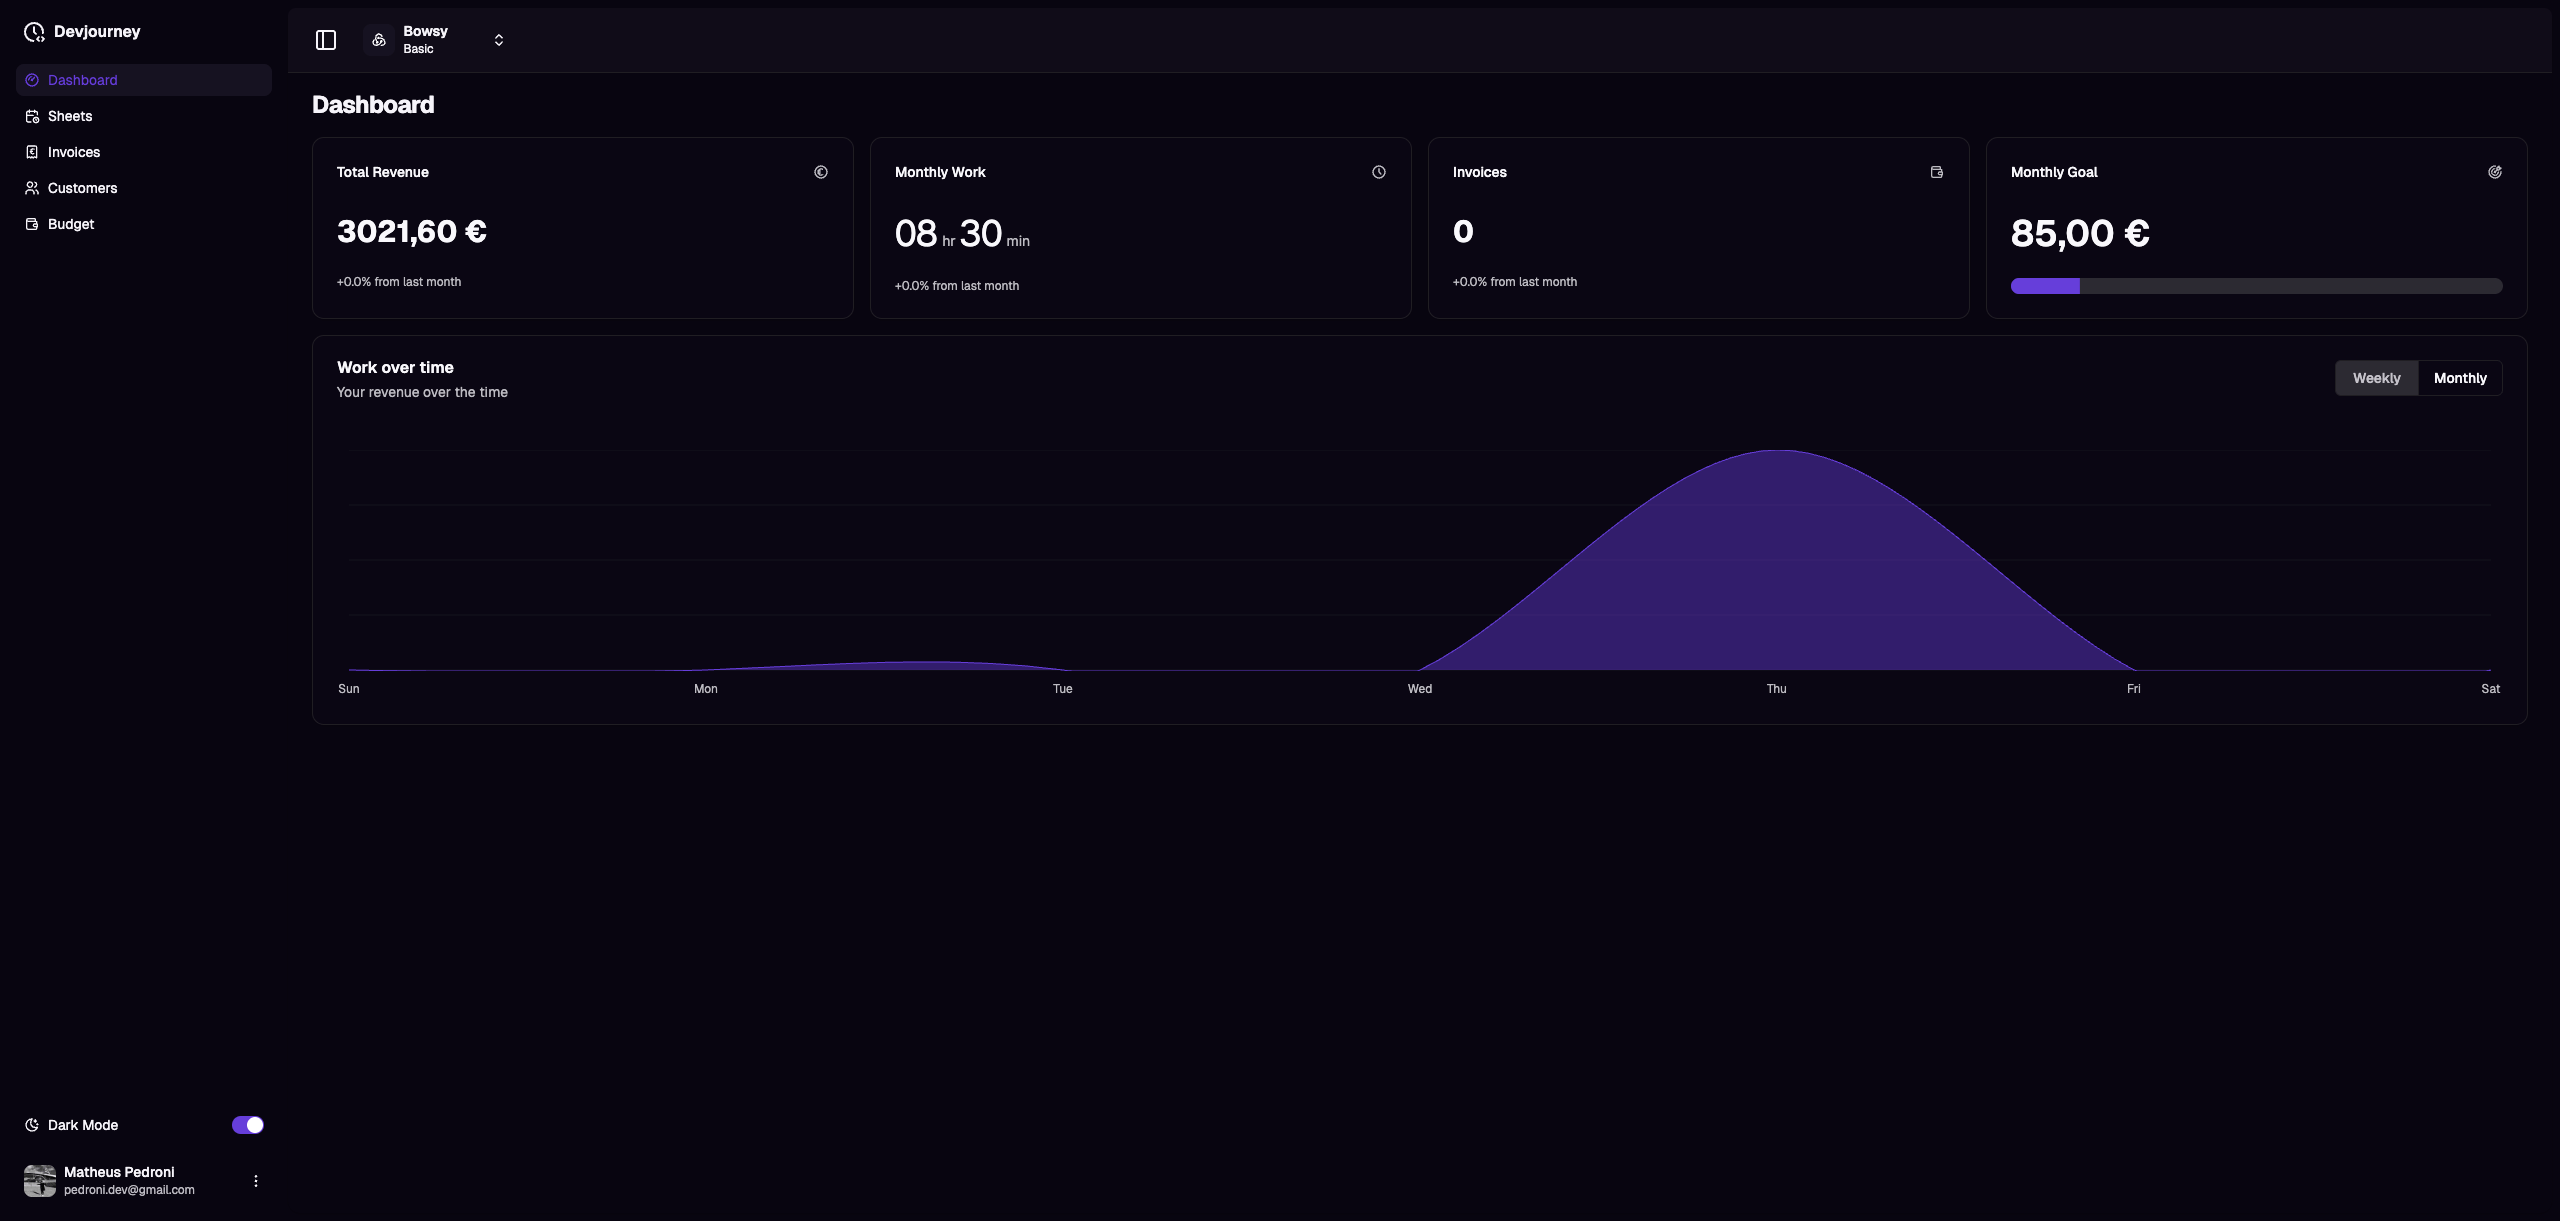 Devjourney
Dashboard
Sheets
Invoices
Customers
Budget
Dark Mode
Matheus Pedroni
pedroni.dev@gmail.com
Bowsy
Basic
Dashboard
Total Revenue
3021,60 €
+0.0% from last month
Monthly Work
08 hr 30 min
+0.0% from last month
Invoices
0
+0.0% from last month
Monthly Goal
85,00 €
Work over time
Your revenue over the time
Weekly Monthly
Sun Mon Tue Wed Thu Fri Sat